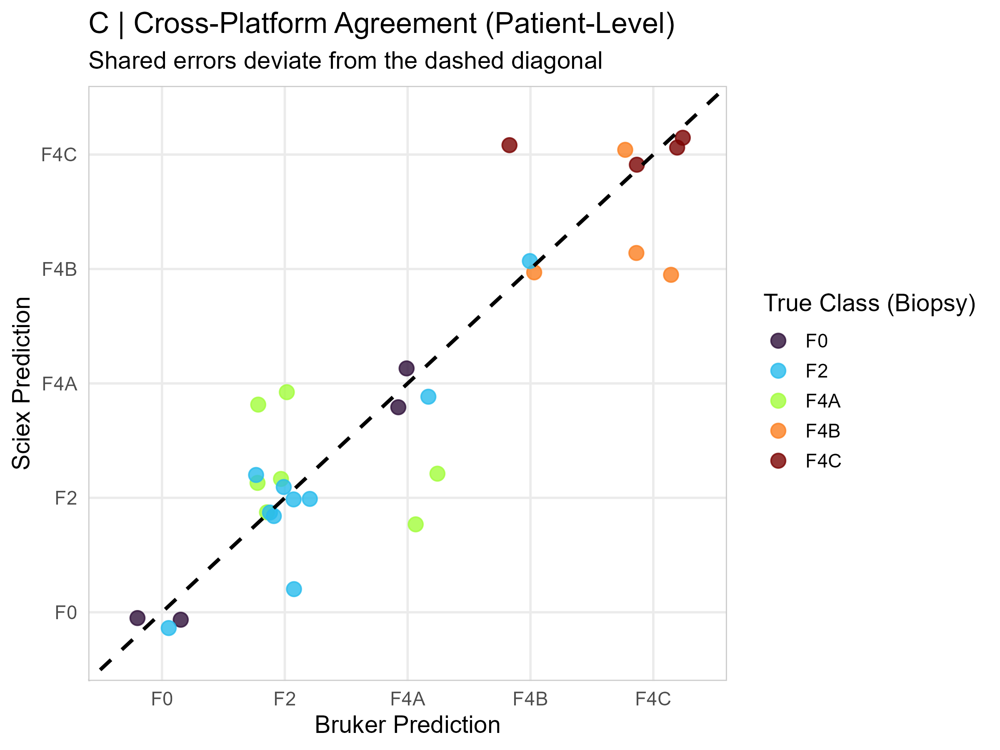 C | Cross-Platform Agreement (Patient-Level)
Shared errors deviate from the dashed diagonal
F4C
F4B
F4A
F2
F0
Sciex Prediction
F0 F2 F4A F4B F4C
Bruker Prediction
True Class (Biopsy)
F0
F2
F4A
F4B
F4C